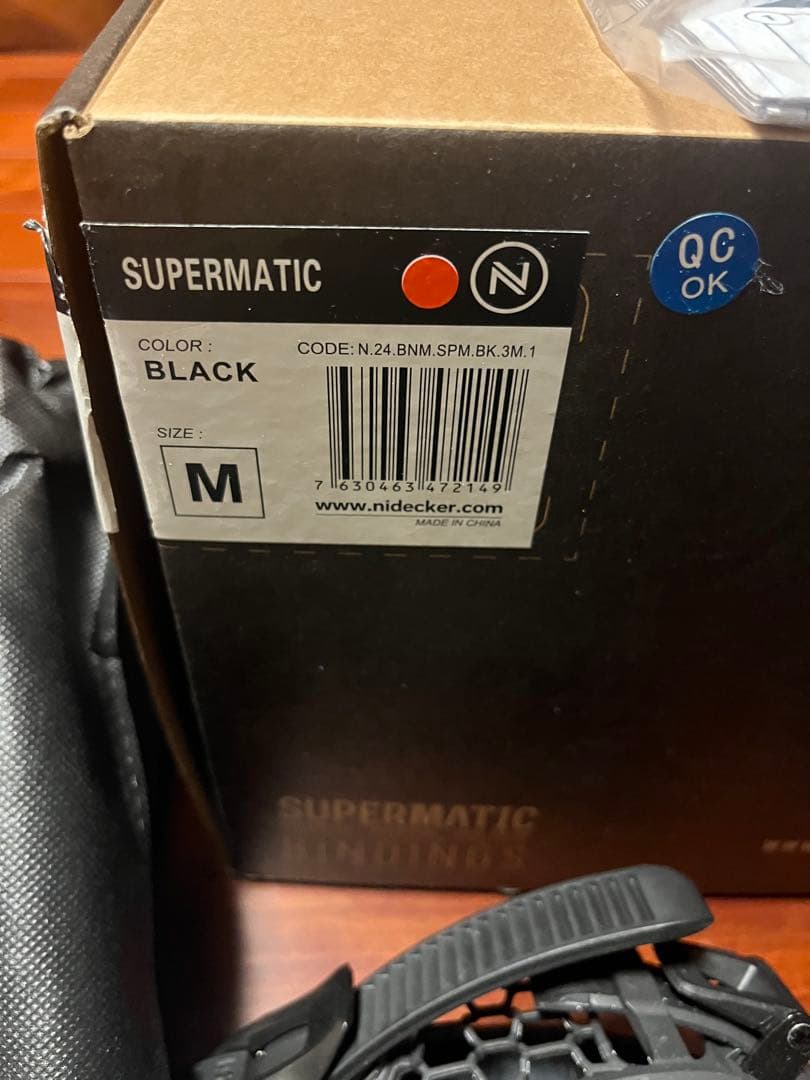 SUPERMATIC
N
QC
OK
COLOR :
BLACK
CODE: N.24.BNM.SPM.BK.3M.1
SIZE :
M
7 630463 472149
www.nidecker.com
MADE IN CHINA
SUPERMATIC
BINDINGS